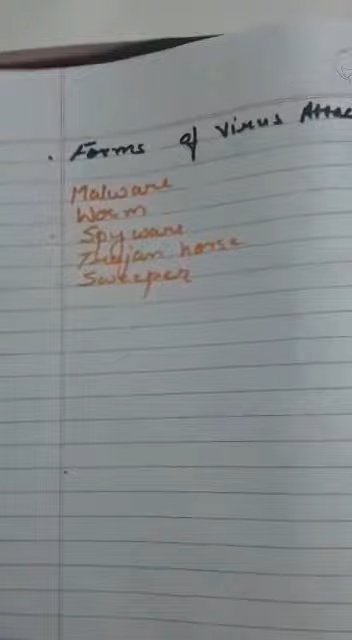 . Forms of Virus Attac
Malware
Worm
Spyware
Trojan horse
Sweeper